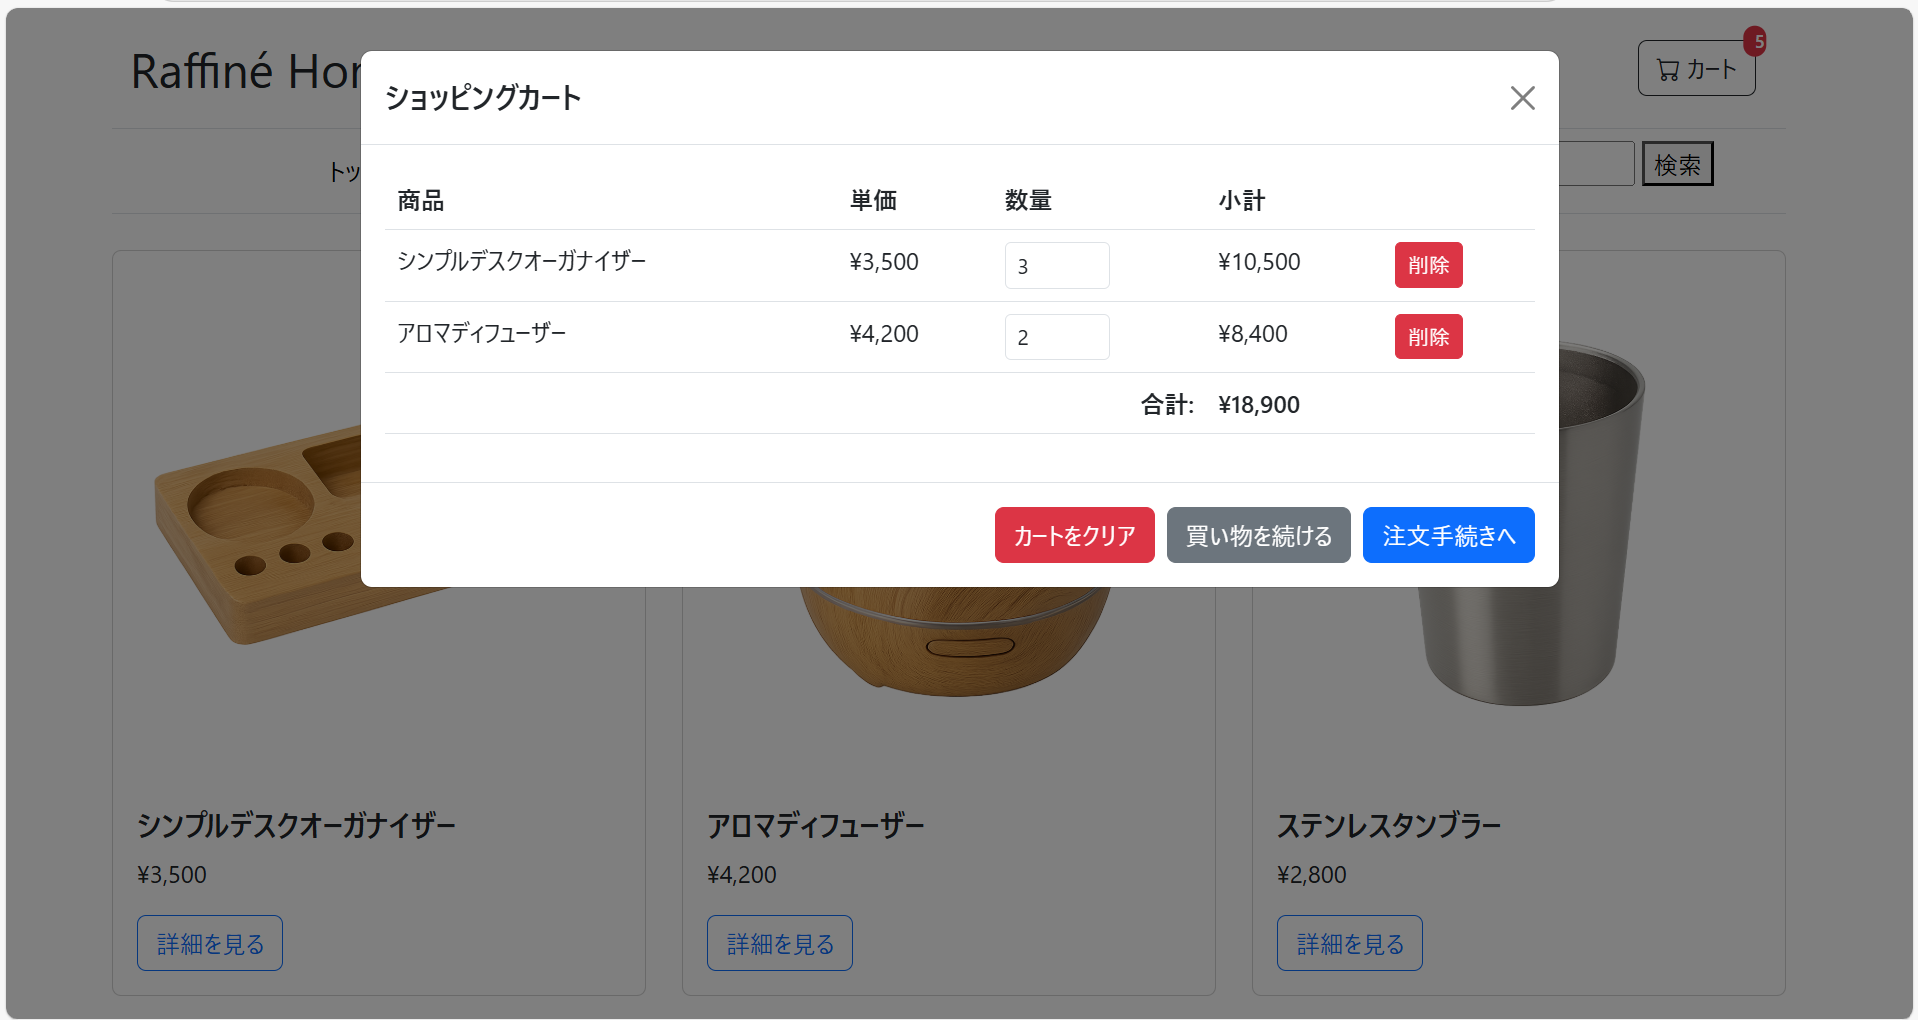 Raffiné
カート
5
ショッピングカート
検索
商品 単価 数量 小計
シンプルデスクオーガナイザー ¥3,500 3 ¥10,500 削除
アロマディフューザー ¥4,200 2 ¥8,400 削除
合計: ¥18,900
カートをクリア 買い物を続ける 注文手続きへ
シンプルデスクオーガナイザー
¥3,500
詳細を見る
アロマディフューザー
¥4,200
詳細を見る
ステンレスタンブラー
¥2,800
詳細を見る